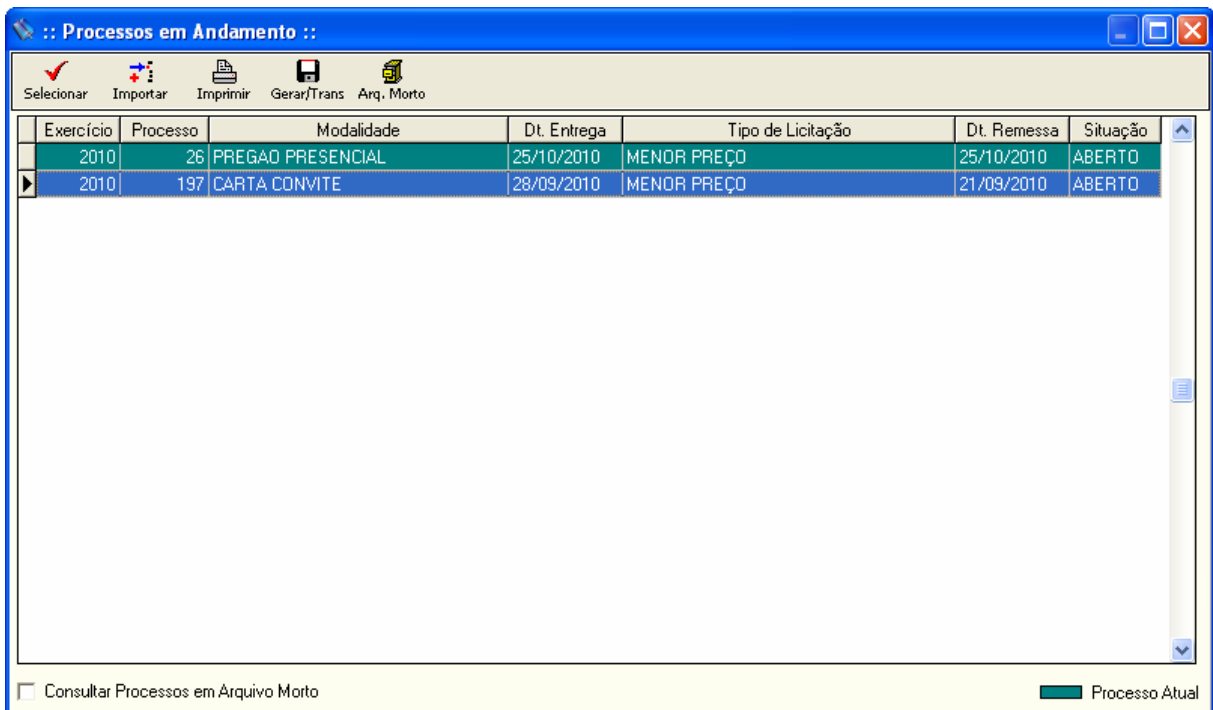 :: Processos em Andamento ::
Selecionar Importar Imprimir Gerar/Trans Arq. Morto
Exercício Processo Modalidade Dt. Entrega Tipo de Licitação Dt. Remessa Situação
2010 26 PREGAO PRESENCIAL 25/10/2010 MENOR PREÇO 25/10/2010 ABERTO
2010 197 CARTA CONVITE 28/09/2010 MENOR PREÇO 21/09/2010 ABERTO
Consultar Processos em Arquivo Morto Processo Atual